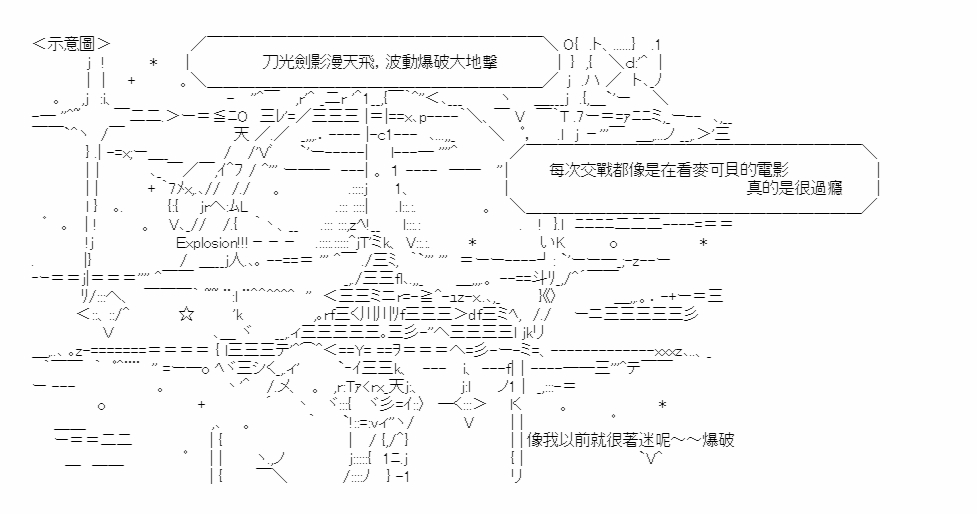 ＜示意圖＞
刀光劍影漫天飛，波動爆破大地擊
每次交戰都像是在看麥可貝的電影
真的是很過癮
Explosion!!!
像我以前就很著迷呢～～爆破